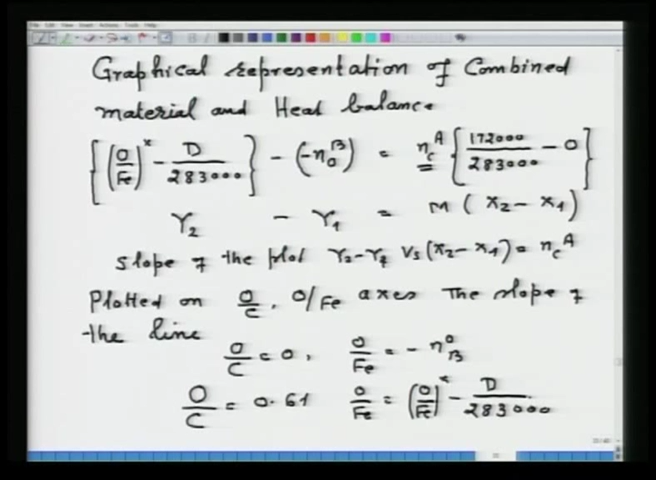 Graphical representation of Combined
material and Heat balance
{(O/Fe)^x - D/283000} - (-n_O^B) = n_C^A {172000/283000 - 0}
Y2 - Y1 = M (X2 - X1)
slope of the plot Y2-Y1 Vs (X2-X1) = n_C^A
Plotted on O/C, O/Fe axes The slope of
the line
O/C = 0, O/Fe = - n_B^O
O/C = 0.61 O/Fe = (O/Fe)^x - D/283000